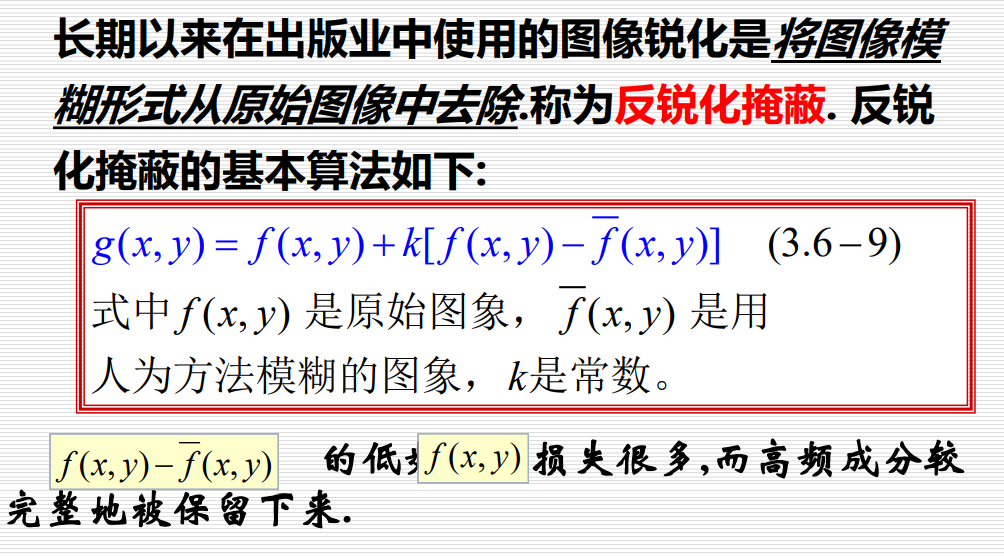 长期以来在出版业中使用的图像锐化是将图像模
糊形式从原始图像中去除.称为反锐化掩蔽. 反锐
化掩蔽的基本算法如下:
g(x, y) = f(x, y) + k[f(x, y) − f̅(x, y)] (3.6−9)
式中 f(x, y) 是原始图象， f̅(x, y) 是用
人为方法模糊的图象，k是常数。
f(x, y) − f̅(x, y) 的低 f(x, y) 损失很多,而高频成分较
完整地被保留下来.